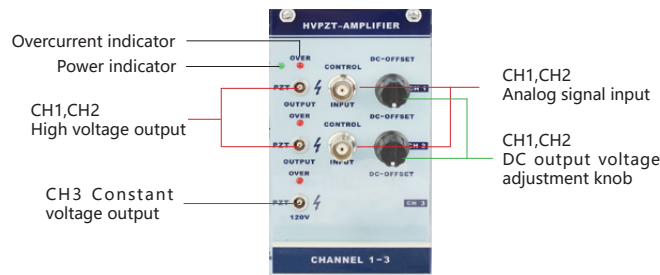 HVPZT-AMPLIFIER
Overcurrent indicator
OVER
DC-OFFSET
CONTROL
Power indicator
PZT
CH 1
CH1,CH2
Analog signal input
OUTPUT
INPUT
CH1,CH2
High voltage output
OVER
DC-OFFSET
CONTROL
PZT
CH 2
CH1,CH2
DC output voltage
adjustment knob
OUTPUT
INPUT
DC-OFFSET
OVER
CH3 Constant
voltage output
PZT
CH 3
120V
CHANNEL 1-3